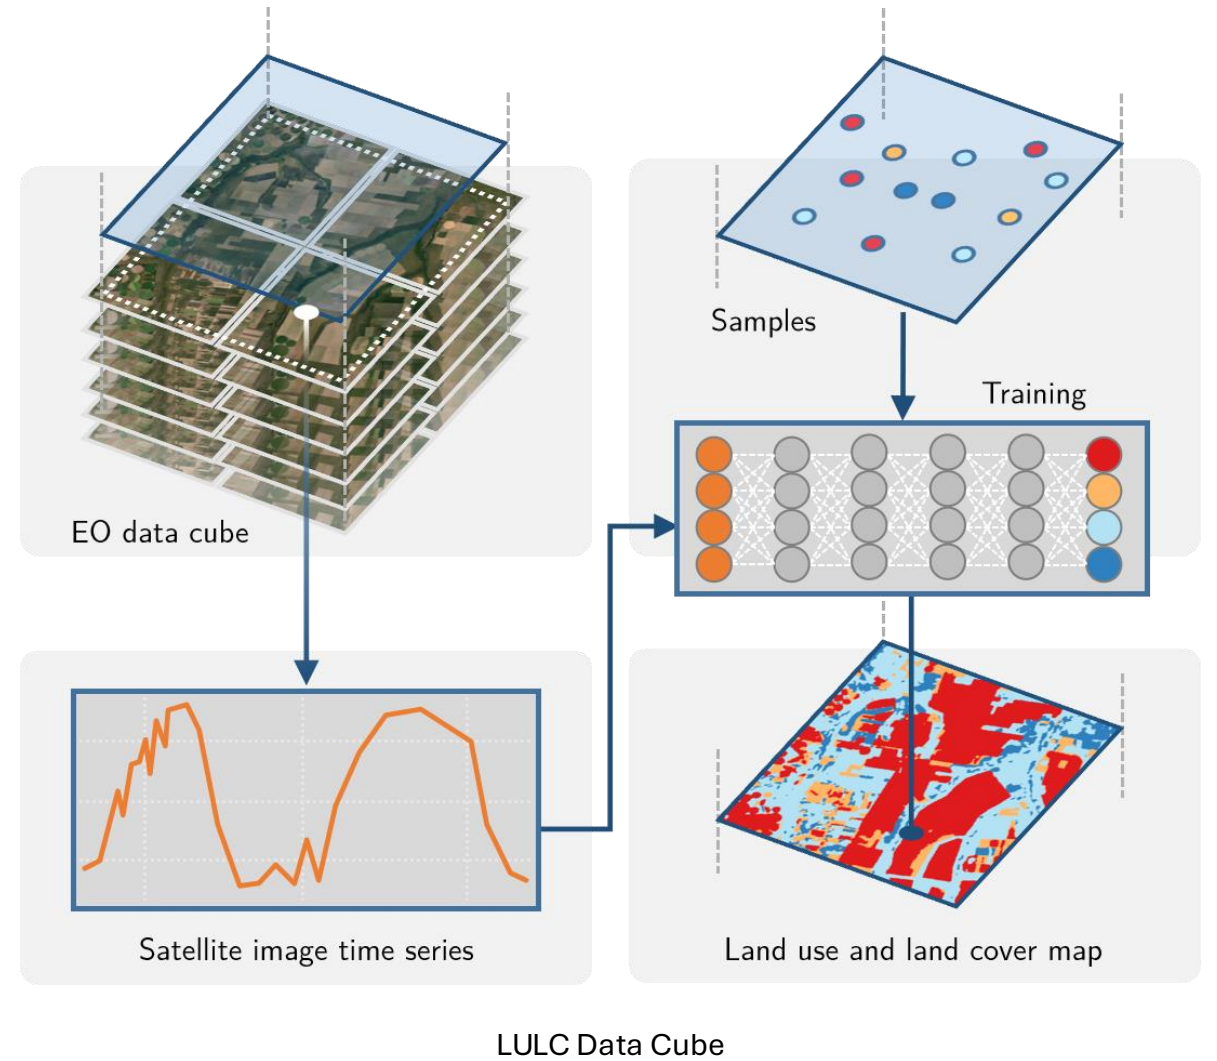 Samples
Training
EO data cube
Satellite image time series
Land use and land cover map
LULC Data Cube